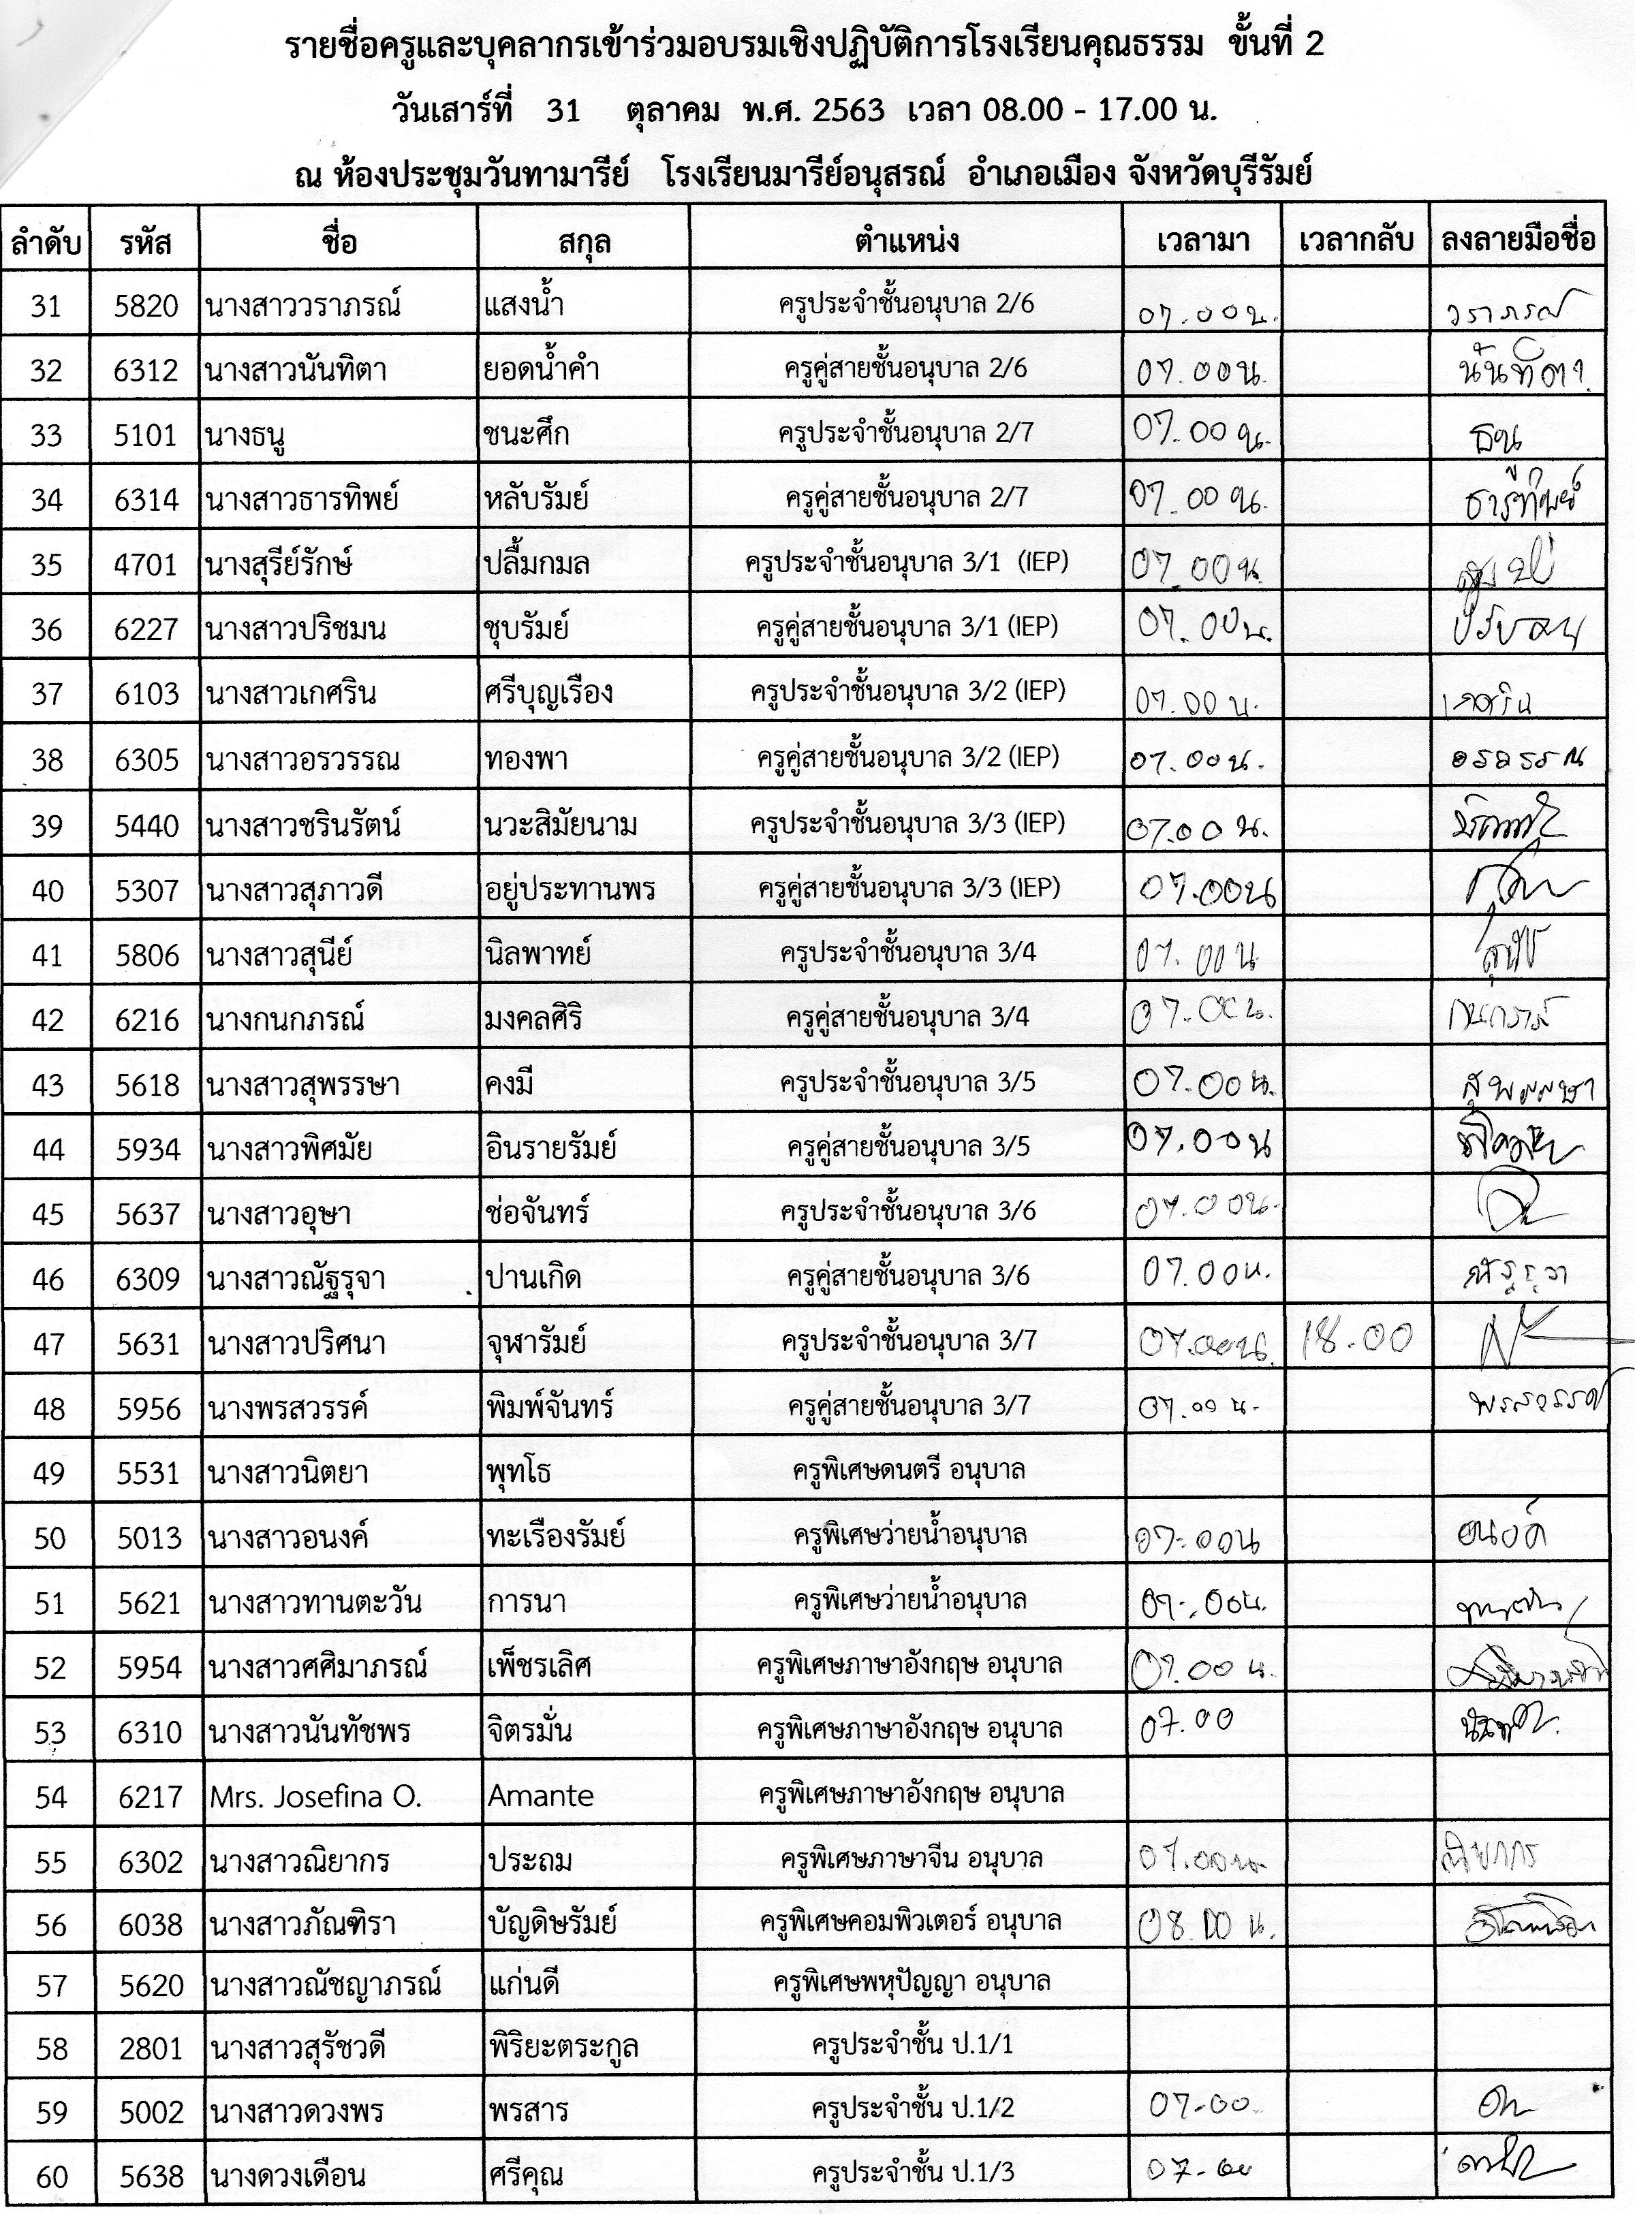 รายชื่อครูและบุคลากรเข้าร่วมอบรมเชิงปฏิบัติการโรงเรียนคุณธรรม ขั้นที่ 2
วันเสาร์ที่ 31 ตุลาคม พ.ศ. 2563 เวลา 08.00 - 17.00 น.
ณ ห้องประชุมวันทามารีย์ โรงเรียนมารีย์อนุสรณ์ อำเภอเมือง จังหวัดบุรีรัมย์
ลำดับ รหัส ชื่อ สกุล ตำแหน่ง เวลามา เวลากลับ ลงลายมือชื่อ
31 5820 นางสาววราภรณ์ แสงน้ำ ครูประจำชั้นอนุบาล 2/6 07.00น. วราภรณ์
32 6312 นางสาวนันทิตา ยอดน้ำคำ ครูคู่สายชั้นอนุบาล 2/6 07.00น. นันทิตา
33 5101 นางธนู ชนะศึก ครูประจำชั้นอนุบาล 2/7 07.00 น. ธนู
34 6314 นางสาวธารทิพย์ หลับรัมย์ ครูคู่สายชั้นอนุบาล 2/7 07.00 น. ธารทิพย์
35 4701 นางสุรีย์รักษ์ ปลื้มกมล ครูประจำชั้นอนุบาล 3/1 (IEP) 07.00น.
36 6227 นางสาวปริชมน ชุบรัมย์ ครูคู่สายชั้นอนุบาล 3/1 (IEP) 07.00น. ปริชมน
37 6103 นางสาวเกศริน ศรีบุญเรือง ครูประจำชั้นอนุบาล 3/2 (IEP) 07.00 น. เกศริน
38 6305 นางสาวอรวรรณ ทองพา ครูคู่สายชั้นอนุบาล 3/2 (IEP) 07.00น. อรวรรณ
39 5440 นางสาวชรินรัตน์ นวะสิมัยนาม ครูประจำชั้นอนุบาล 3/3 (IEP) 07.00 น.
40 5307 นางสาวสุภาวดี อยู่ประทานพร ครูคู่สายชั้นอนุบาล 3/3 (IEP) 07.00น
41 5806 นางสาวสุนีย์ นิลพาทย์ ครูประจำชั้นอนุบาล 3/4 07.00น สุนีย์
42 6216 นางกนกภรณ์ มงคลศิริ ครูคู่สายชั้นอนุบาล 3/4 07.00น. กนกภรณ์
43 5618 นางสาวสุพรรษา คงมี ครูประจำชั้นอนุบาล 3/5 07.00น. สุพรรษา
44 5934 นางสาวพิศมัย อินรายรัมย์ ครูคู่สายชั้นอนุบาล 3/5 07.00น พิศมัย
45 5637 นางสาวอุษา ช่อจันทร์ ครูประจำชั้นอนุบาล 3/6 07.00น.
46 6309 นางสาวณัฐรุจา ปานเกิด ครูคู่สายชั้นอนุบาล 3/6 07.00น. ณัฐรุจา
47 5631 นางสาวปริศนา จุฬารัมย์ ครูประจำชั้นอนุบาล 3/7 07.00น. 18.00
48 5956 นางพรสวรรค์ พิมพ์จันทร์ ครูคู่สายชั้นอนุบาล 3/7 07.00 น. พรสวรรค์
49 5531 นางสาวนิตยา พุทโธ ครูพิเศษดนตรี อนุบาล
50 5013 นางสาวอนงค์ ทะเรืองรัมย์ ครูพิเศษว่ายน้ำอนุบาล 07.00น อนงค์
51 5621 นางสาวทานตะวัน การนา ครูพิเศษว่ายน้ำอนุบาล 07.00น.
52 5954 นางสาวศศิมาภรณ์ เพ็ชรเลิศ ครูพิเศษภาษาอังกฤษ อนุบาล 07.00 น.
53 6310 นางสาวนันทัชพร จิตรมั่น ครูพิเศษภาษาอังกฤษ อนุบาล 07.00
54 6217 Mrs. Josefina O. Amante ครูพิเศษภาษาอังกฤษ อนุบาล
55 6302 นางสาวณิยากร ประถม ครูพิเศษภาษาจีน อนุบาล 07.00น. ณิยากร
56 6038 นางสาวภัณฑิรา บัญดิษรัมย์ ครูพิเศษคอมพิวเตอร์ อนุบาล 08.00 น.
57 5620 นางสาวณัชญาภรณ์ แก่นดี ครูพิเศษพหุปัญญา อนุบาล
58 2801 นางสาวสุรัชวดี พิริยะตระกูล ครูประจำชั้น ป.1/1
59 5002 นางสาวดวงพร พรสาร ครูประจำชั้น ป.1/2 07-00
60 5638 นางดวงเดือน ศรีคุณ ครูประจำชั้น ป.1/3 07-00